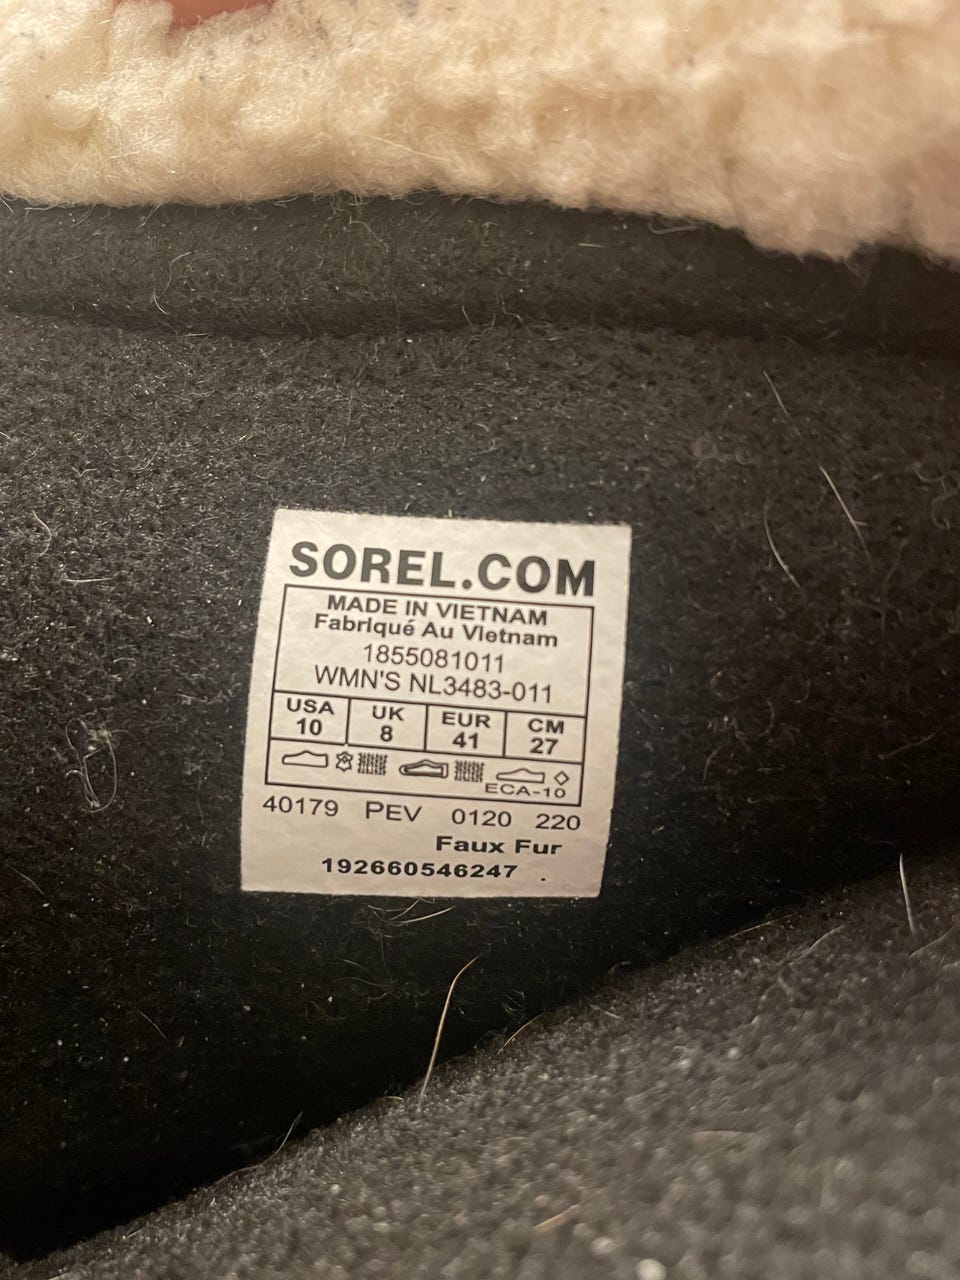 SOREL.COM
MADE IN VIETNAM
Fabriqué Au Vietnam
1855081011
WMN'S NL3483-011
USA UK EUR CM
10 8 41 27
ECA-10
40179 PEV 0120 220
Faux Fur
192660546247 .